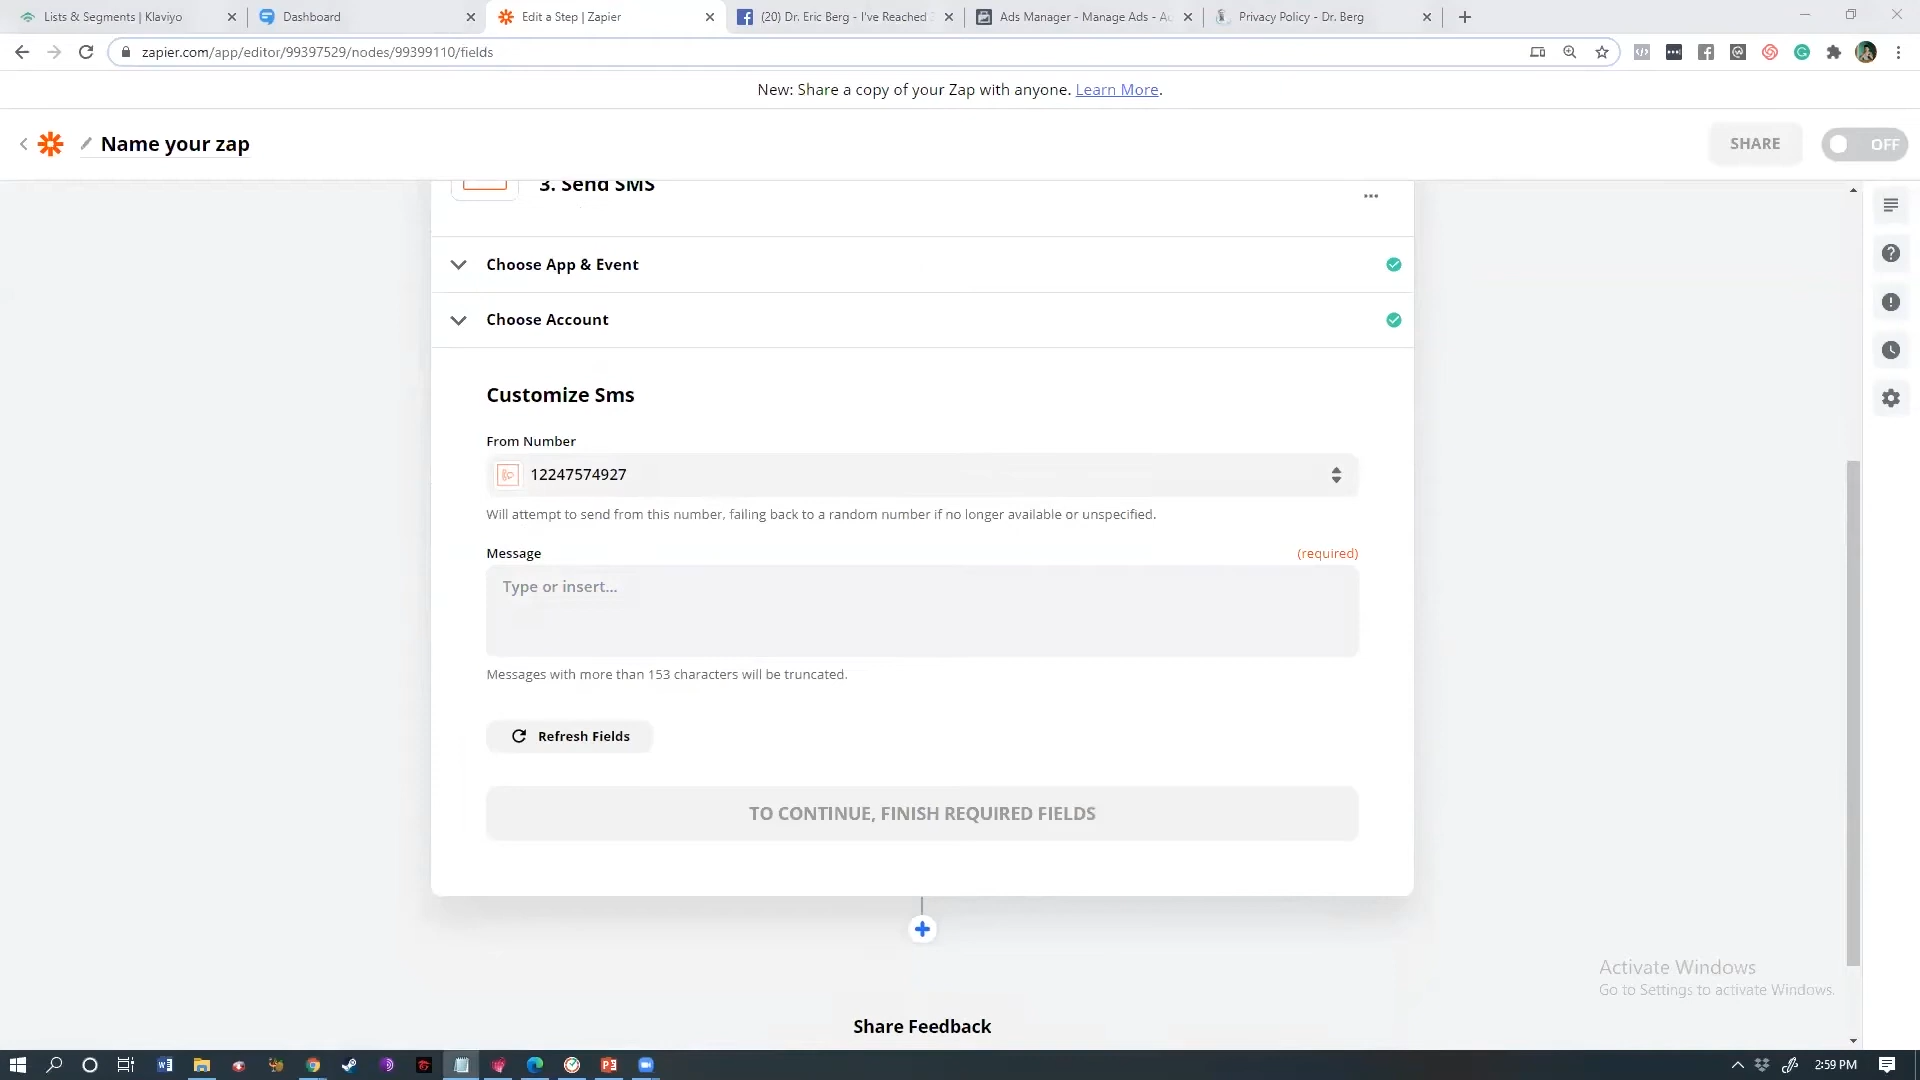 Lists & Segments | Klaviyo
Dashboard
Edit a Step | Zapier
(20) Dr. Eric Berg - I've Reached
Ads Manager - Manage Ads - Au
Privacy Policy - Dr. Berg
zapier.com/app/editor/99397529/nodes/99399110/fields
New: Share a copy of your Zap with anyone. Learn More.
Name your zap
SHARE
OFF
3. Send SMS
Choose App & Event
Choose Account
Customize Sms
From Number
12247574927
Will attempt to send from this number, failing back to a random number if no longer available or unspecified.
Message
(required)
Type or insert...
Messages with more than 153 characters will be truncated.
Refresh Fields
TO CONTINUE, FINISH REQUIRED FIELDS
Activate Windows
Go to Settings to activate Windows.
Share Feedback
2:59 PM